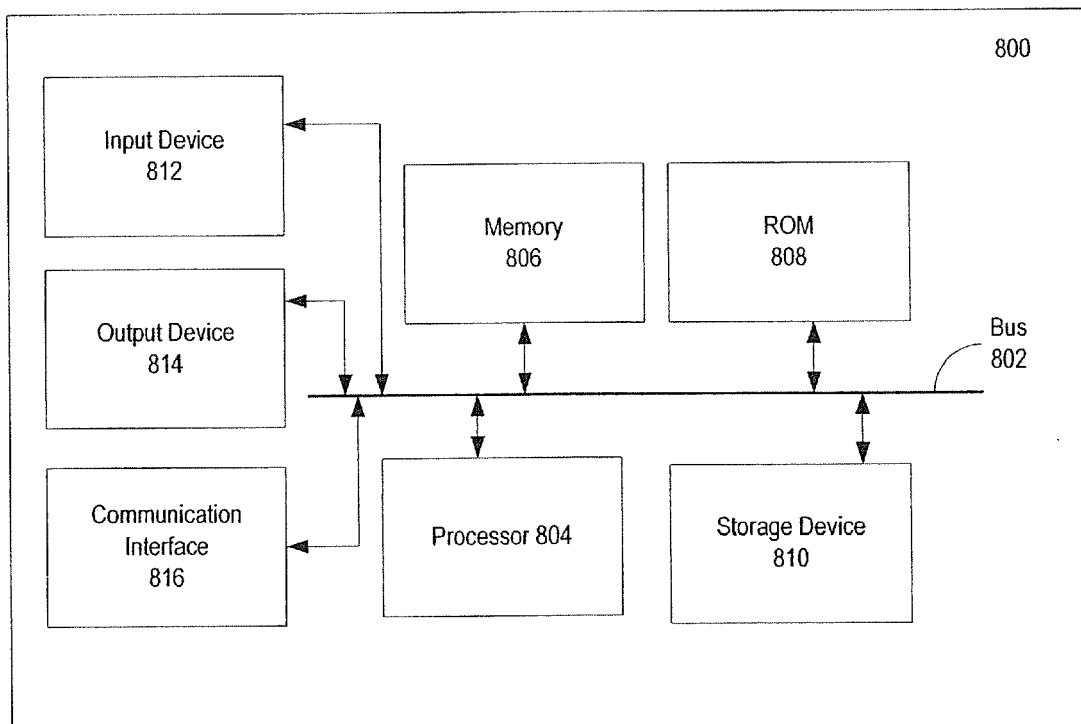 800
Input Device
812
Memory
806
ROM
808
Output Device
814
Bus
802
Communication
Interface
816
Processor 804
Storage Device
810